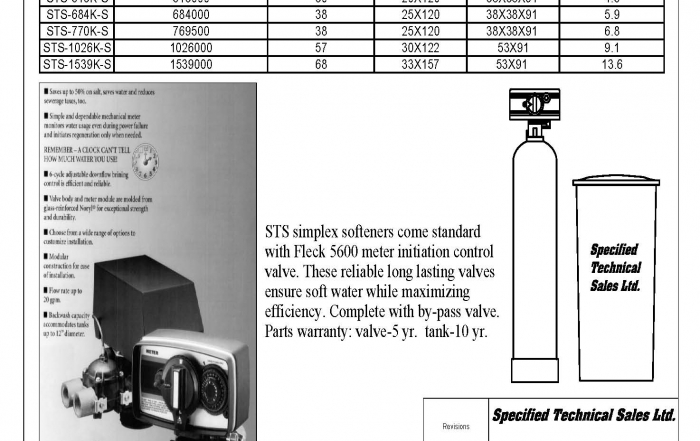 STS-684K-S 684000 38 25X120 38X38X91 5.9
STS-770K-S 769500 38 25X120 38X38X91 6.8
STS-1026K-S 1026000 57 30X122 53X91 9.1
STS-1539K-S 1539000 68 33X157 53X91 13.6
■ Saves up to 50% on salt, saves water and reduces
sewerage taxes, too.
■ Simple and dependable mechanical meter
monitors water usage even during power failure
and initiates regeneration only when needed.
REMEMBER – A CLOCK CAN'T TELL
HOW MUCH WATER YOU USE!
■ 6-cycle adjustable downflow brining
control is efficient and reliable.
■ Valve body and meter module are molded from
glass-reinforced Noryl® for exceptional strength
and durability.
■ Choose from a wide range of options to
customize installation.
■ Modular
construction for ease
of installation.
■ Flow rate up to
20 gpm.
■ Backwash capacity
accommodates tanks
up to 12" diameter.
METER
STS simplex softeners come standard
with Fleck 5600 meter initiation control
valve. These reliable long lasting valves
ensure soft water while maximizing
efficiency. Complete with by-pass valve.
Parts warranty: valve-5 yr. tank-10 yr.
Specified
Technical
Sales Ltd.
Revisions
Specified Technical Sales Ltd.